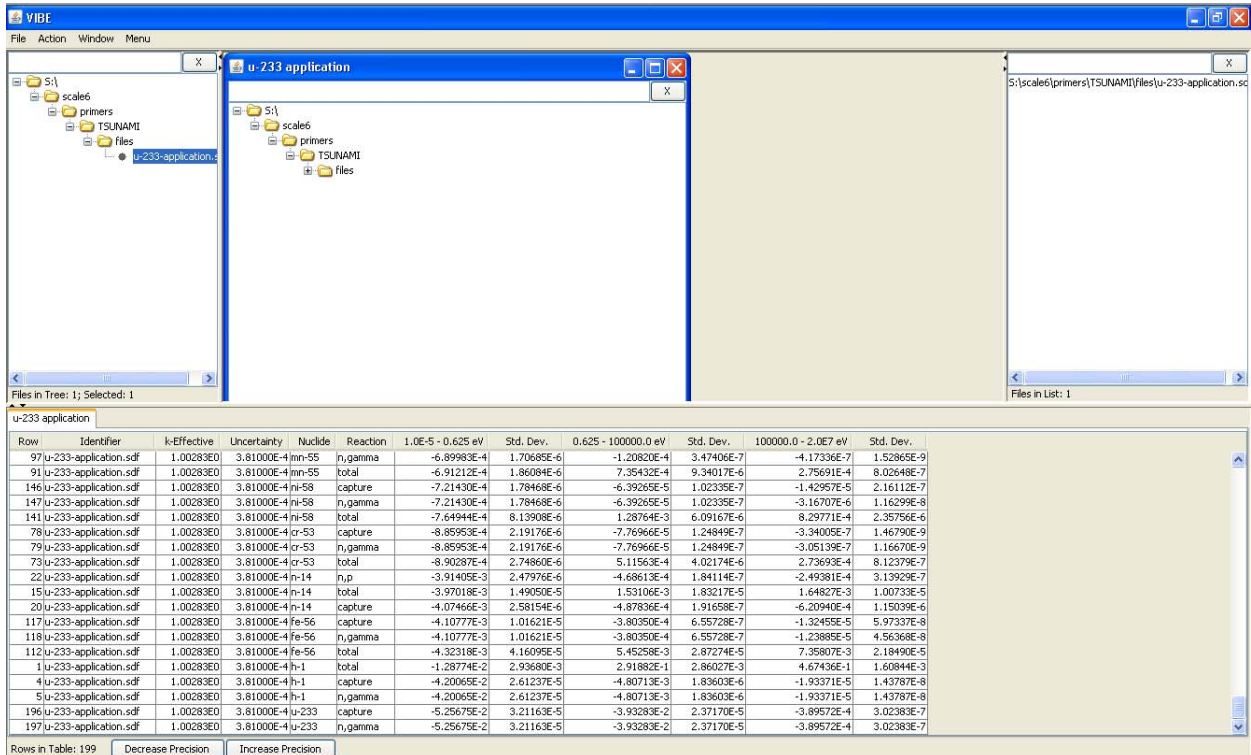 VIBE
File Action Window Menu
X
S:\
scale6
primers
TSUNAMI
files
u-233-application.s
Files in Tree: 1; Selected: 1
u-233 application
X
S:\
scale6
primers
TSUNAMI
files
X
S:\scale6\primers\TSUNAMI\files\u-233-application.sc
Files in List: 1
u-233 application
Row Identifier k-Effective Uncertainty Nuclide Reaction 1.0E-5 - 0.625 eV Std. Dev. 0.625 - 100000.0 eV Std. Dev. 100000.0 - 2.0E7 eV Std. Dev.
97 u-233-application.sdf 1.00283E0 3.81000E-4 mn-55 n,gamma -6.89983E-4 1.70685E-6 -1.20820E-4 3.47406E-7 -4.17336E-7 1.52865E-9
91 u-233-application.sdf 1.00283E0 3.81000E-4 mn-55 total -6.91212E-4 1.86084E-6 7.35432E-4 9.34017E-6 2.75691E-4 8.02648E-7
146 u-233-application.sdf 1.00283E0 3.81000E-4 ni-58 capture -7.21430E-4 1.78468E-6 -6.39265E-5 1.02335E-7 -1.42957E-5 2.16112E-7
147 u-233-application.sdf 1.00283E0 3.81000E-4 ni-58 n,gamma -7.21430E-4 1.78468E-6 -6.39265E-5 1.02335E-7 -3.16707E-6 1.16299E-8
141 u-233-application.sdf 1.00283E0 3.81000E-4 ni-58 total -7.64944E-4 8.13908E-6 1.28764E-3 6.09167E-6 8.29771E-4 2.35756E-6
78 u-233-application.sdf 1.00283E0 3.81000E-4 cr-53 capture -8.85953E-4 2.19176E-6 -7.76966E-5 1.24849E-7 -3.34005E-7 1.46790E-9
79 u-233-application.sdf 1.00283E0 3.81000E-4 cr-53 n,gamma -8.85953E-4 2.19176E-6 -7.76966E-5 1.24849E-7 -3.05139E-7 1.16670E-9
73 u-233-application.sdf 1.00283E0 3.81000E-4 cr-53 total -8.90287E-4 2.74860E-6 5.11563E-4 4.02174E-6 2.73693E-4 8.12379E-7
22 u-233-application.sdf 1.00283E0 3.81000E-4 n-14 n,p -3.91405E-3 2.47976E-6 -4.68613E-4 1.84114E-7 -2.49381E-4 3.13929E-7
15 u-233-application.sdf 1.00283E0 3.81000E-4 n-14 total -3.97018E-3 1.49050E-5 1.53106E-3 1.83217E-5 1.64827E-3 1.00733E-5
20 u-233-application.sdf 1.00283E0 3.81000E-4 n-14 capture -4.07466E-3 2.58154E-6 -4.87836E-4 1.91658E-7 -6.20940E-4 1.15039E-6
117 u-233-application.sdf 1.00283E0 3.81000E-4 fe-56 capture -4.10777E-3 1.01621E-5 -3.80350E-4 6.55728E-7 -1.32455E-5 5.97337E-8
118 u-233-application.sdf 1.00283E0 3.81000E-4 fe-56 n,gamma -4.10777E-3 1.01621E-5 -3.80350E-4 6.55728E-7 -1.23885E-5 4.56368E-8
112 u-233-application.sdf 1.00283E0 3.81000E-4 fe-56 total -4.32318E-3 4.16095E-5 5.45258E-3 2.87274E-5 7.35807E-3 2.18490E-5
1 u-233-application.sdf 1.00283E0 3.81000E-4 h-1 total -1.28774E-2 2.93680E-3 2.91882E-1 2.86027E-3 4.67436E-1 1.60844E-3
4 u-233-application.sdf 1.00283E0 3.81000E-4 h-1 capture -4.20065E-2 2.61237E-5 -4.80713E-3 1.83603E-6 -1.93371E-5 1.43787E-8
5 u-233-application.sdf 1.00283E0 3.81000E-4 h-1 n,gamma -4.20065E-2 2.61237E-5 -4.80713E-3 1.83603E-6 -1.93371E-5 1.43787E-8
196 u-233-application.sdf 1.00283E0 3.81000E-4 u-233 capture -5.25675E-2 3.21163E-5 -3.93283E-2 2.37170E-5 -3.89572E-4 3.02383E-7
197 u-233-application.sdf 1.00283E0 3.81000E-4 u-233 n,gamma -5.25675E-2 3.21163E-5 -3.93283E-2 2.37170E-5 -3.89572E-4 3.02383E-7
Rows in Table: 199 Decrease Precision Increase Precision